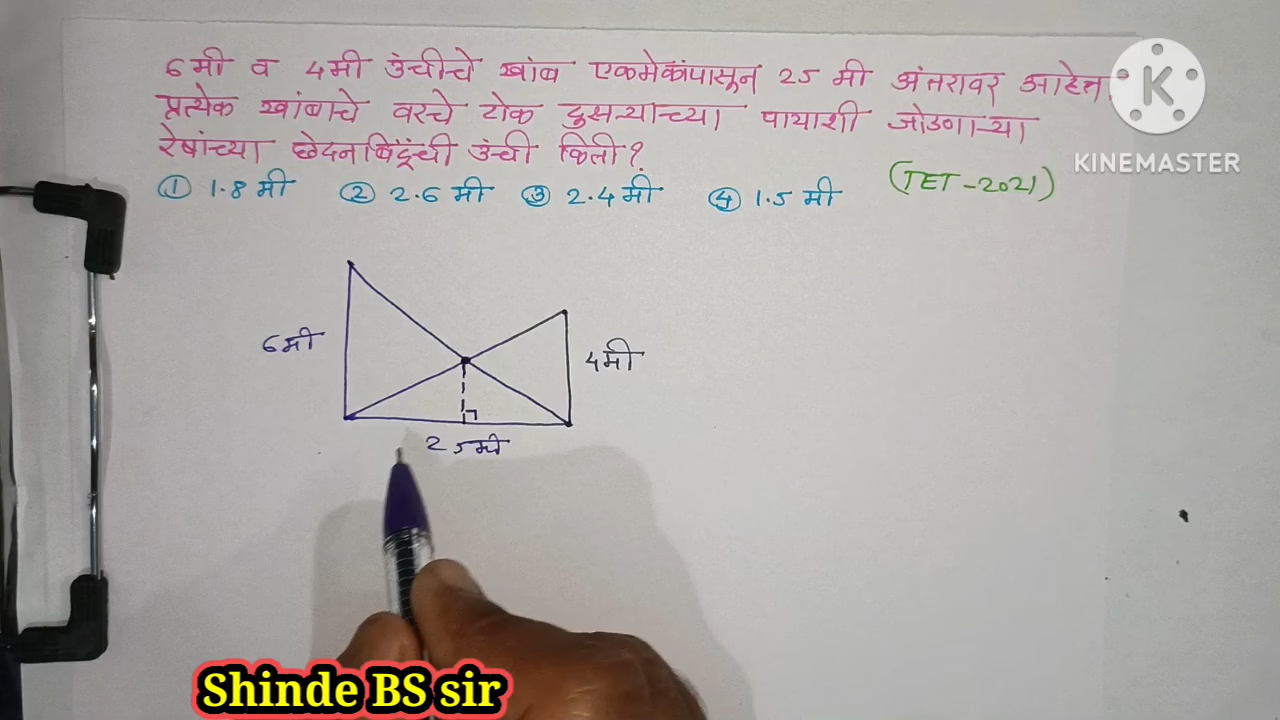 6मी व 4मी उंचीचे खांब एकमेकांपासून 25 मी अंतरावर आहेत.
प्रत्येक खांबाचे वरचे टोक दुसऱ्याच्या पायाशी जोडणाऱ्या
रेषांच्या छेदनबिंदूंची उंची किती?
① 1.8 मी ② 2.6 मी ③ 2.4 मी ④ 1.5 मी (TET-2021)
K
KINEMASTER
6मी
4मी
25मी
Shinde BS sir